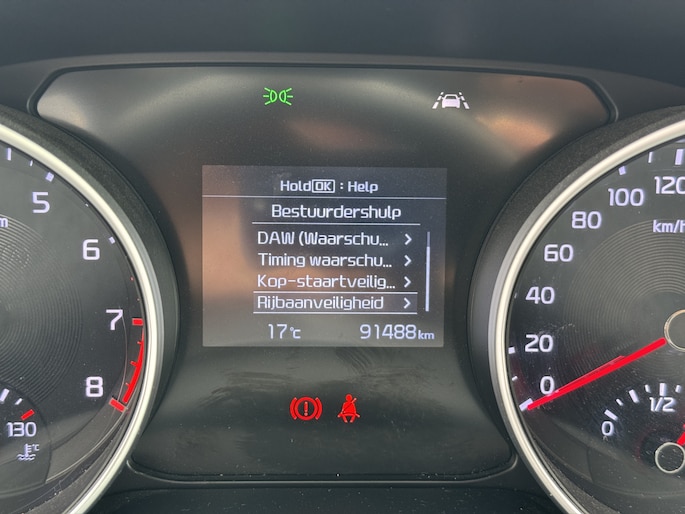 Hold OK : Help
Bestuurdershulp
DAW (Waarschu... >
Timing waarschu... >
Kop-staartveilig... >
Rijbaanveiligheid >
17°C 91488 km
5
6
7
8
130
°C
120
100
80
60
40
20
0
km/h
0
1/2